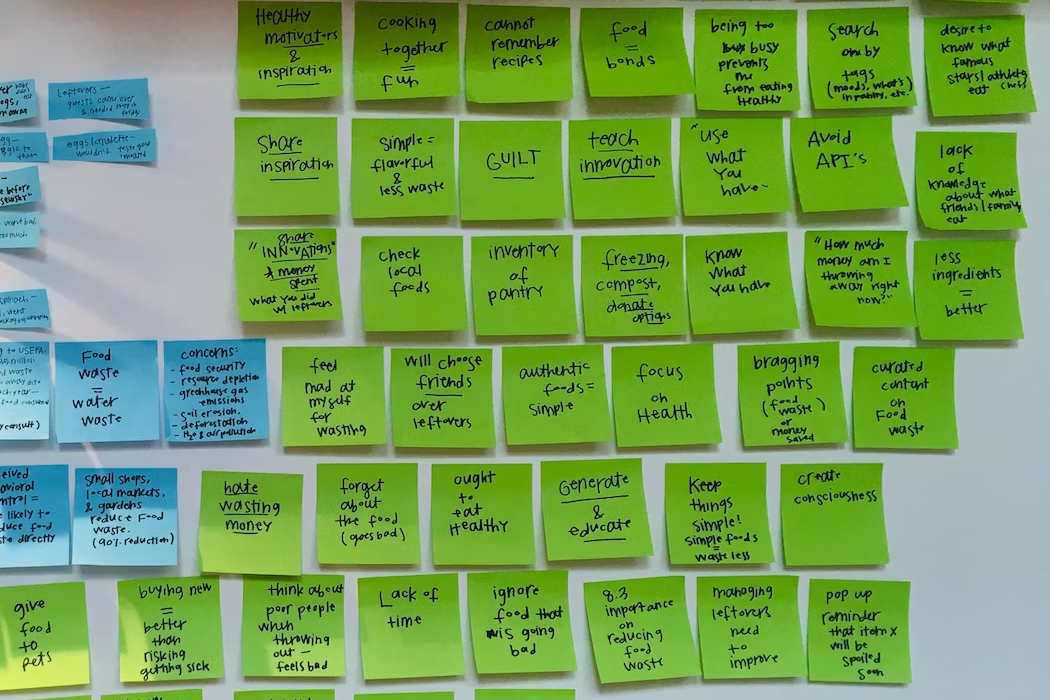 Healthy
motivators
&
inspiration
cooking
together
=
fun
cannot
remember
recipes
food
=
bonds
being too
busy
prevents
me
from eating
Healthy
Search
by
tags
(moods, what's
in pantry, etc.
desire to
know what
famous
stars/athletes
eat (chefs
Leftovers —
guests
Share
inspiration
simple =
flavorful
&
less waste
GUILT
teach
innovation
"use
what
you
have~
Avoid
API's
lack
of
knowledge
about what
friends/family
eat
"share
INNOVATIONS"
& money
spent
what you did
w/ leftovers
check
local
foods
inventory
of
pantry
freezing,
compost,
donate
options
know
what
you have
"How much
money am I
throwing
away right
now?"
less
ingredients
=
better
Food
waste
=
water
waste
concerns:
- food security
- resource depletion
- greenhouse gas
emissions
- soil erosion,
- deforestation
- H2O & air pollution
feel
mad at
myself
for
wasting
will choose
friends
over
leftovers
authentic
foods =
simple
focus
on
Health
bragging
points
(food
waste)
or
money
saved
curated
content
on
Food
waste
small shops,
local markets,
& gardens
reduce Food
waste.
(90% reduction)
hate
wasting
money
forget
about
the food
(goes bad)
ought
to
eat
Healthy
Generate
&
educate
Keep
things
simple!
simple foods
=
waste less
create
consciousness
give
food
to
pets
buying new
=
better
than
risking
getting sick
think about
poor people
when
throwing
out —
feels bad
Lack of
time
ignore
food that
is going
bad
8.3
importance
on
reducing
food
waste
managing
leftovers
need
to
improve
pop up
reminder
that item x
will be
spoiled
soon